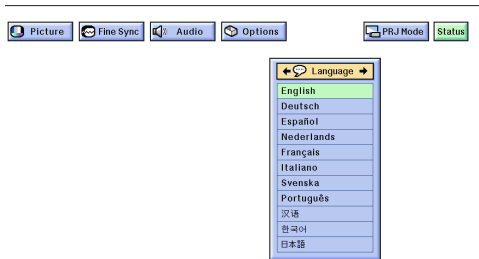 Picture Fine Sync Audio Options PRJ Mode Status
Language
English
Deutsch
Español
Nederlands
Français
Italiano
Svenska
Português
汉语
한국어
日本語